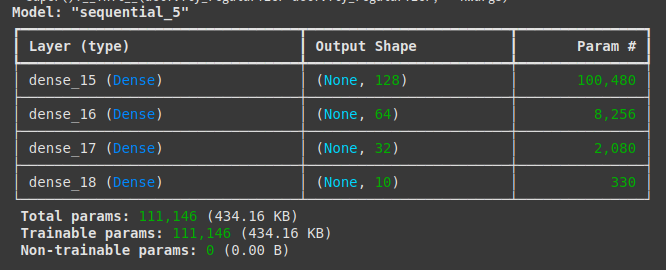 Model: "sequential_5"
Layer (type) Output Shape Param #
dense_15 (Dense) (None, 128) 100,480
dense_16 (Dense) (None, 64) 8,256
dense_17 (Dense) (None, 32) 2,080
dense_18 (Dense) (None, 10) 330
Total params: 111,146 (434.16 KB)
Trainable params: 111,146 (434.16 KB)
Non-trainable params: 0 (0.00 B)